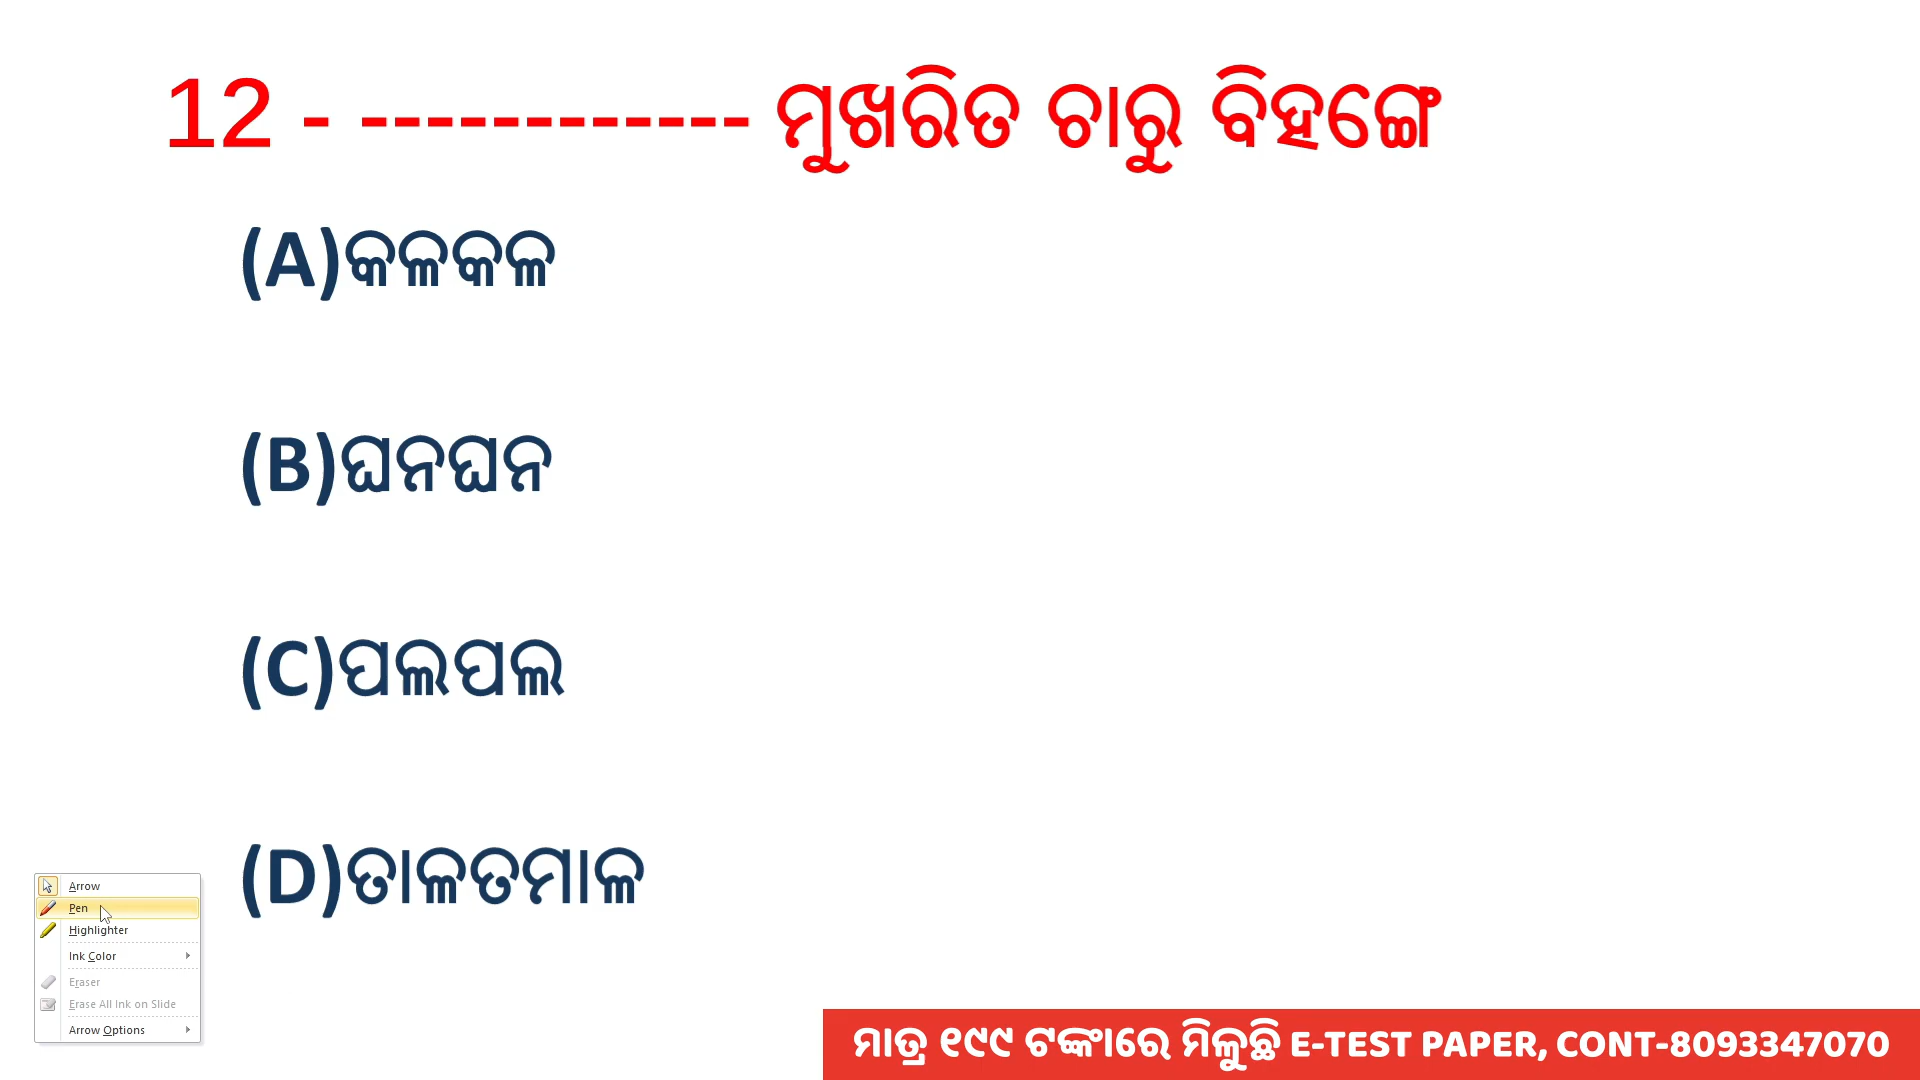 12 - ------------ ମୁଖରିତ ଚାରୁ ବିହଙ୍ଗେ
(A)କଳକଳ
(B)ଘନଘନ
(C)ପଲପଲ
(D)ତାଳତମାଳ
Arrow
Pen
Highlighter
Ink Color
Eraser
Erase All Ink on Slide
Arrow Options
ମାତ୍ର ୧୯୯ ଟଙ୍କାରେ ମିଳୁଛି E-TEST PAPER, CONT-8093347070